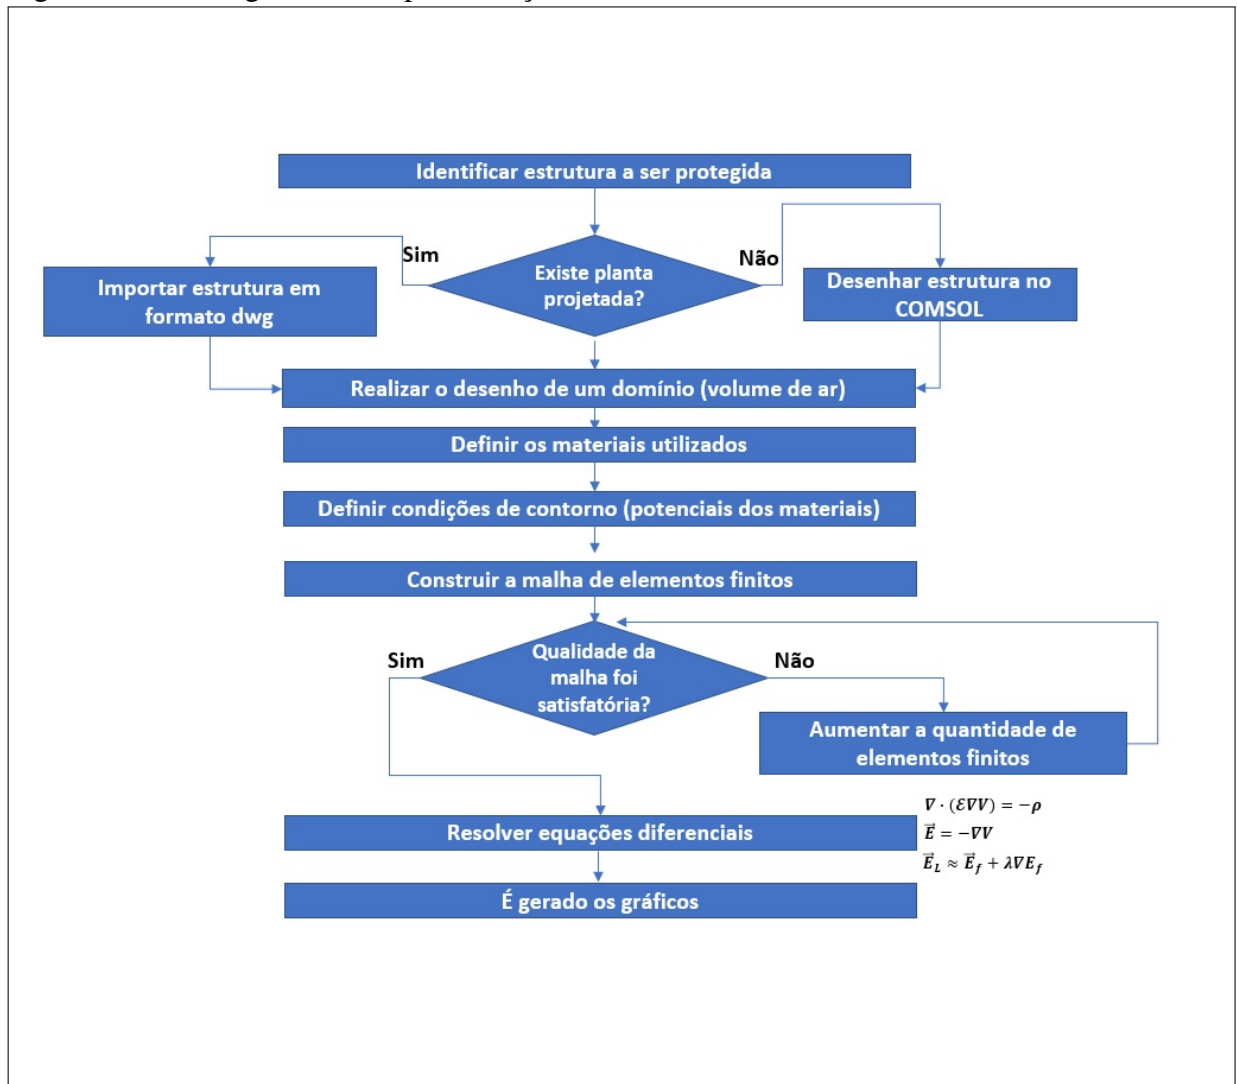 Identificar estrutura a ser protegida
Sim
Não
Existe planta
projetada?
Importar estrutura em
formato dwg
Desenhar estrutura no
COMSOL
Realizar o desenho de um domínio (volume de ar)
Definir os materiais utilizados
Definir condições de contorno (potenciais dos materiais)
Construir a malha de elementos finitos
Sim
Qualidade da
malha foi
satisfatória?
Não
Aumentar a quantidade de
elementos finitos
∇ · (ℰ∇V) = −ρ
Resolver equações diferenciais
E⃗ = −∇V
E⃗_L ≈ E⃗_f + λ∇E_f
É gerado os gráficos